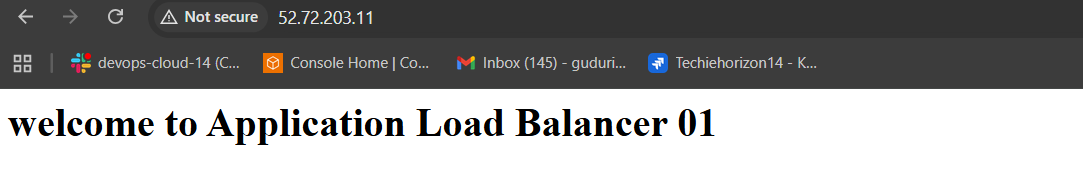 Not secure 52.72.203.11
devops-cloud-14 (C... Console Home | Co... Inbox (145) - guduri... Techiehorizon14 - K...
welcome to Application Load Balancer 01